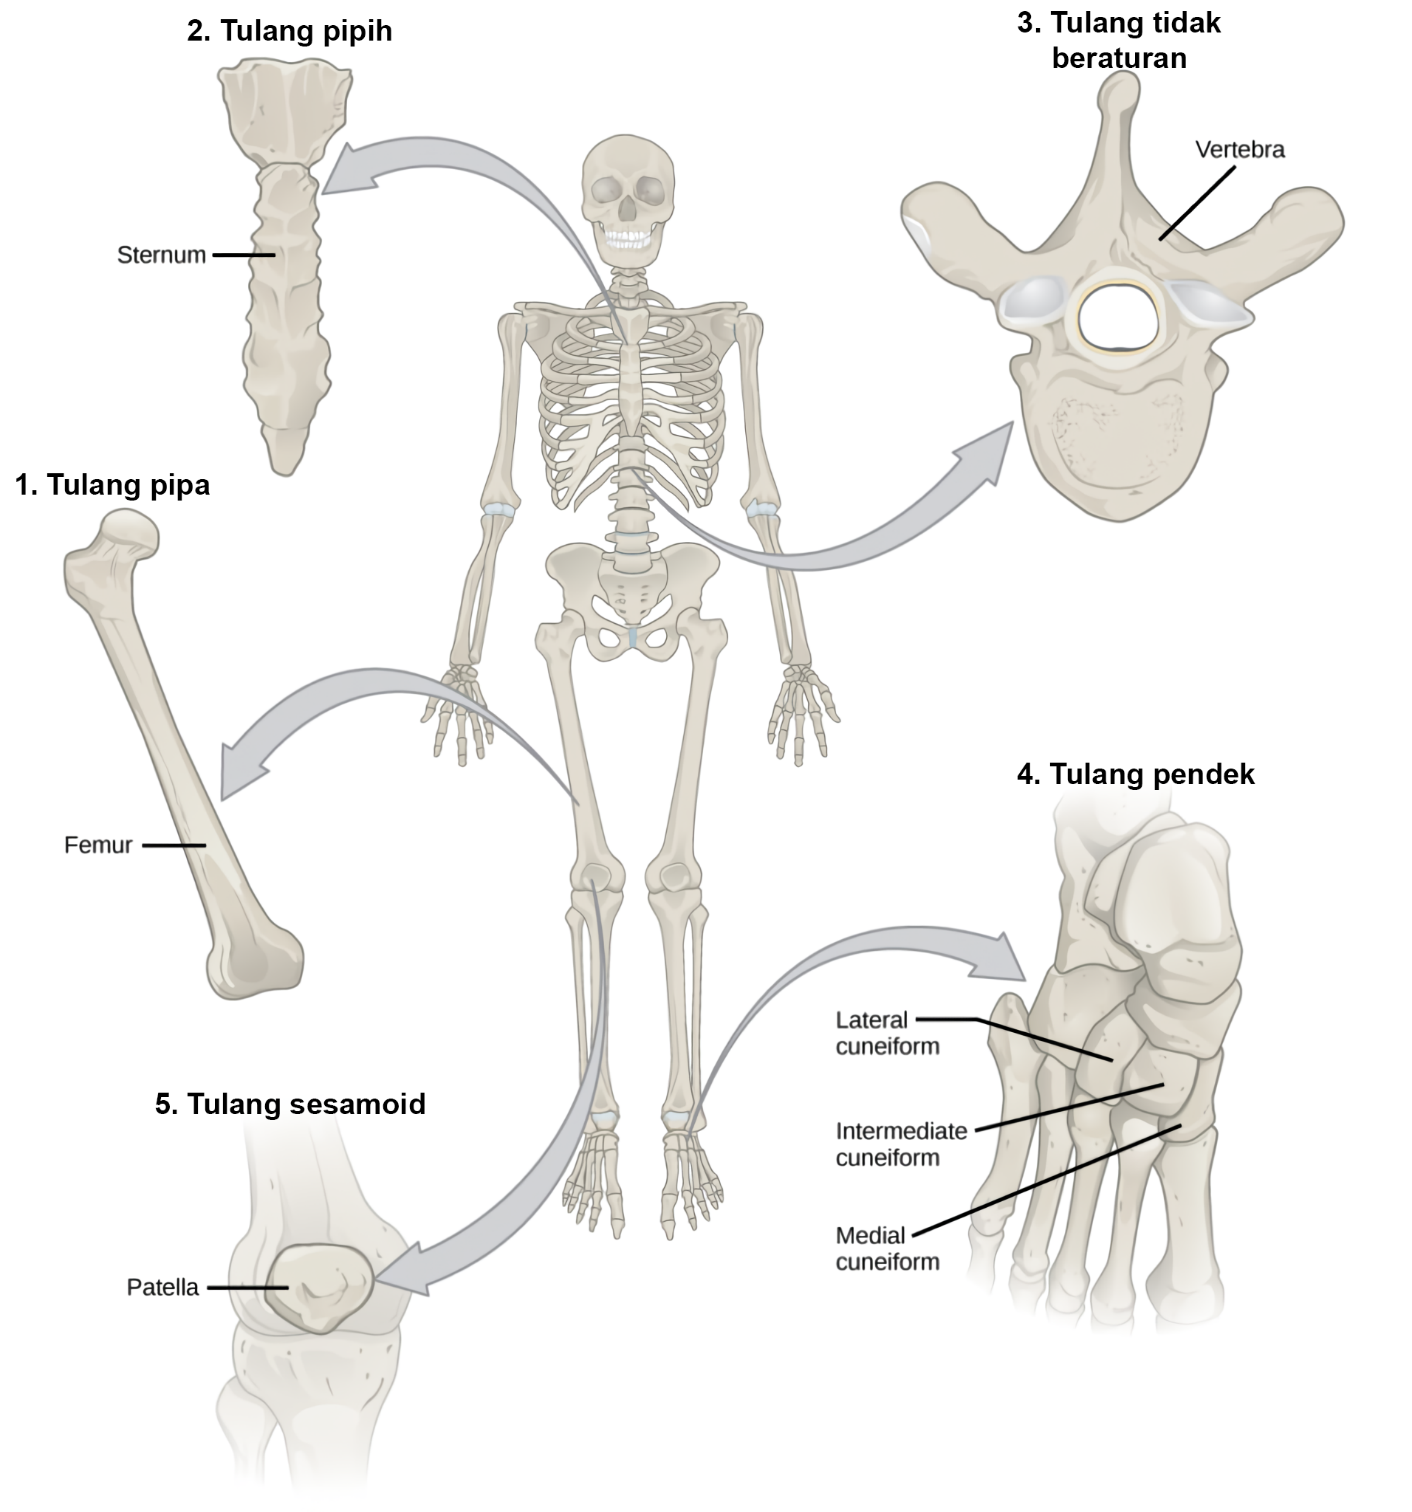 2. Tulang pipih
Sternum
3. Tulang tidak
beraturan
Vertebra
1. Tulang pipa
Femur
4. Tulang pendek
Lateral
cuneiform
Intermediate
cuneiform
Medial
cuneiform
5. Tulang sesamoid
Patella